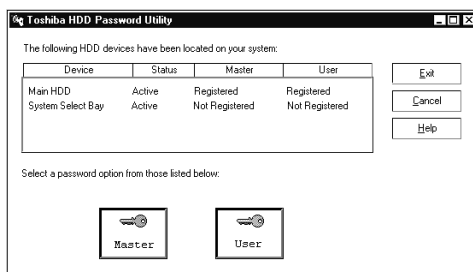 Toshiba HDD Password Utility
The following HDD devices have been located on your system:
Device Status Master User
Main HDD Active Registered Registered
System Select Bay Active Not Registered Not Registered
Exit
Cancel
Help
Select a password option from those listed below:
Master User